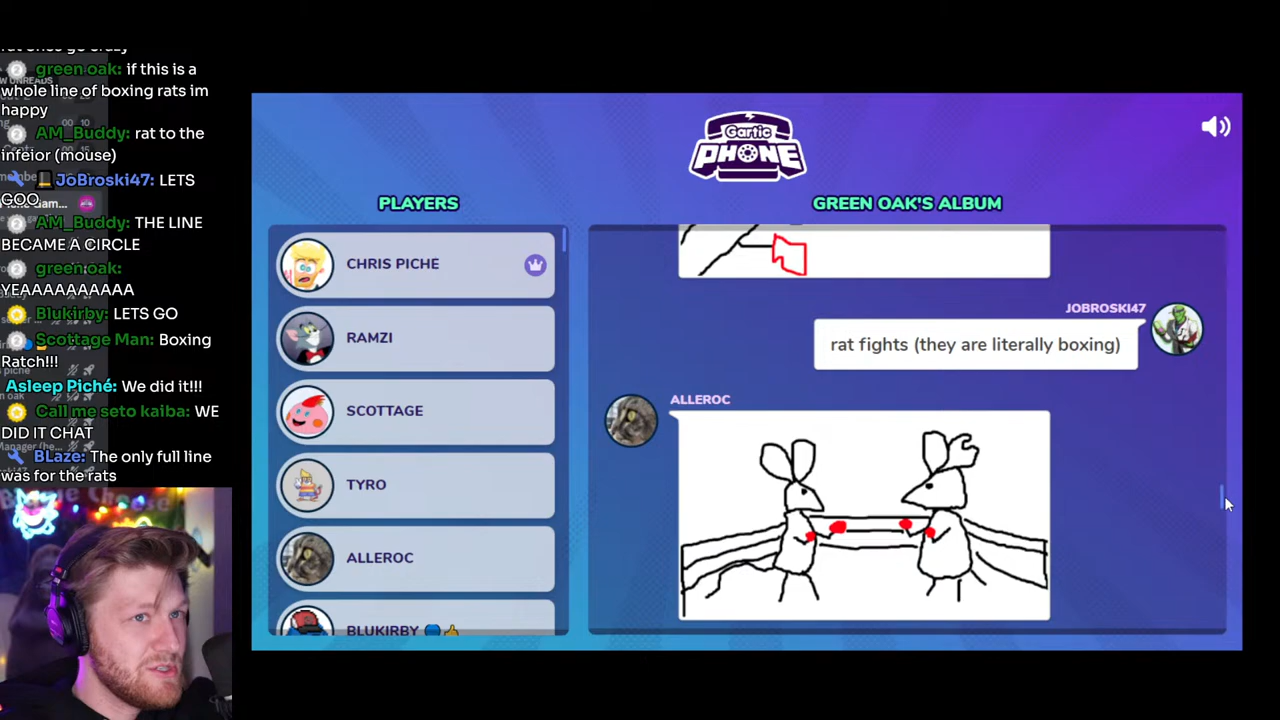 rat ones go crazy
green oak: if this is a
whole line of boxing rats im
happy
AM_Buddy: rat to the
infeior (mouse)
JoBroski47: LETS
GOO
AM_Buddy: THE LINE
BECAME A CIRCLE
green oak:
YEAAAAAAAAAA
Blukirby: LETS GO
Scottage Man: Boxing
Ratch!!!
Asleep Piché: We did it!!!
Call me seto kaiba: WE
DID IT CHAT
BLaze: The only full line
was for the rats
Gartic
PHONE
PLAYERS
CHRIS PICHE
RAMZI
SCOTTAGE
TYRO
ALLEROC
BLUKIRBY
GREEN OAK'S ALBUM
JOBROSKI47
rat fights (they are literally boxing)
ALLEROC